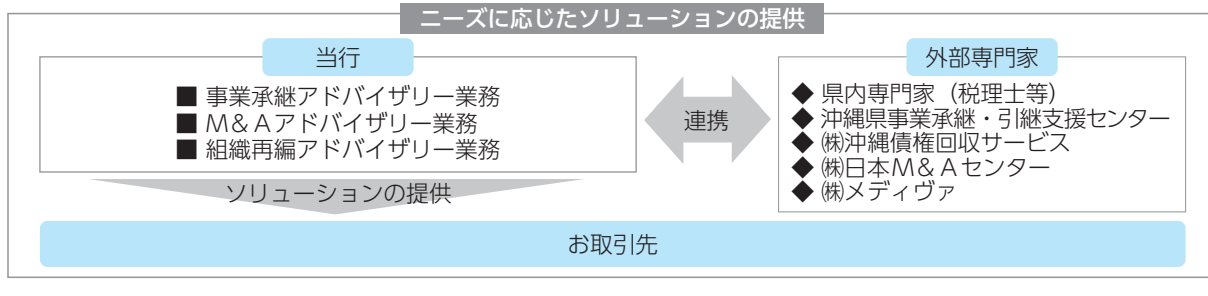 ニーズに応じたソリューションの提供
当行
■ 事業承継アドバイザリー業務
■ M&Aアドバイザリー業務
■ 組織再編アドバイザリー業務
連携
外部専門家
◆ 県内専門家（税理士等）
◆ 沖縄県事業承継・引継支援センター
◆ ㈱沖縄債権回収サービス
◆ ㈱日本M&Aセンター
◆ ㈱メディヴァ
ソリューションの提供
お取引先